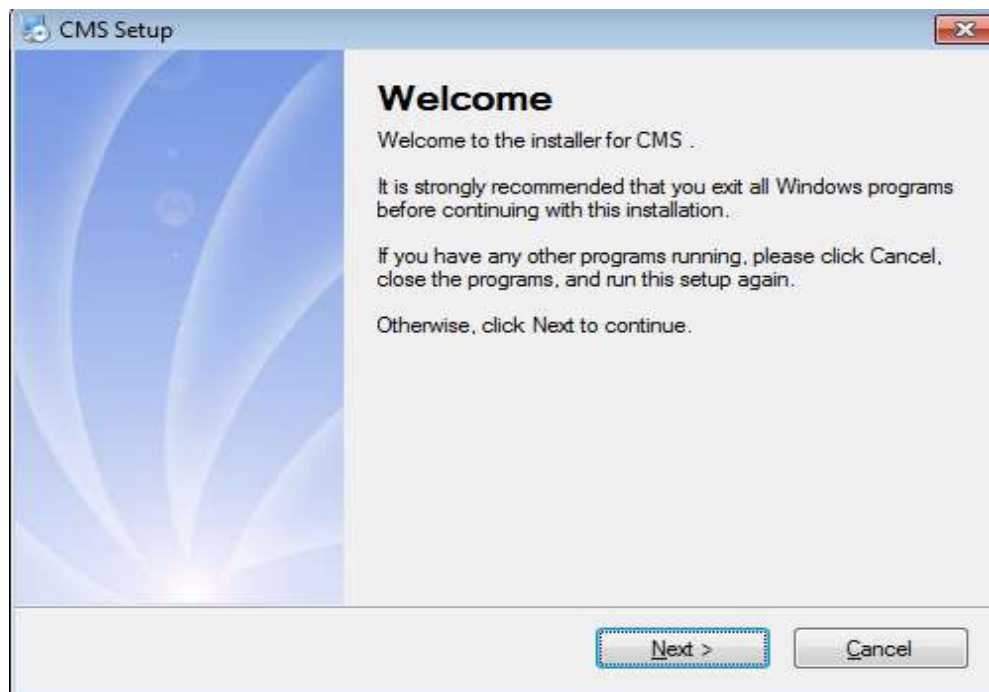 CMS Setup
Welcome
Welcome to the installer for CMS .
It is strongly recommended that you exit all Windows programs
before continuing with this installation.
If you have any other programs running, please click Cancel,
close the programs, and run this setup again.
Otherwise, click Next to continue.
Next >
Cancel